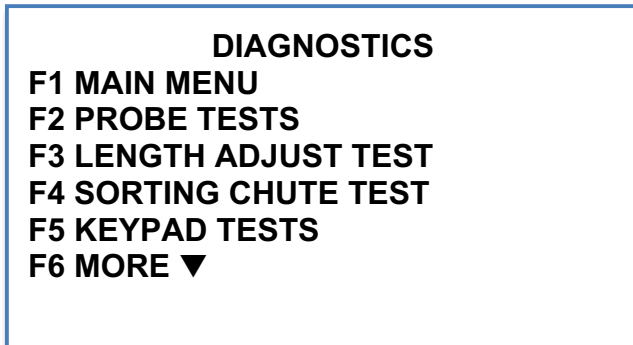 DIAGNOSTICS
F1 MAIN MENU
F2 PROBE TESTS
F3 LENGTH ADJUST TEST
F4 SORTING CHUTE TEST
F5 KEYPAD TESTS
F6 MORE ▼